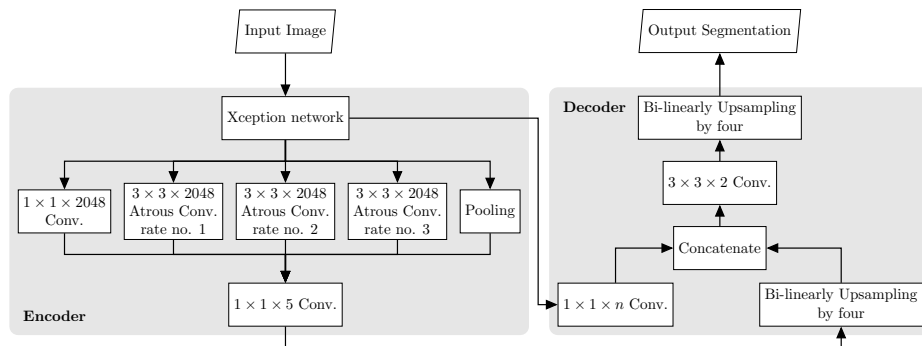 Input Image
Encoder
Xception network
1 × 1 × 2048
Conv.
3 × 3 × 2048
Atrous Conv.
rate no. 1
3 × 3 × 2048
Atrous Conv.
rate no. 2
3 × 3 × 2048
Atrous Conv.
rate no. 3
Pooling
1 × 1 × 5 Conv.
Output Segmentation
Decoder
Bi-linearly Upsampling
by four
3 × 3 × 2 Conv.
Concatenate
1 × 1 × n Conv.
Bi-linearly Upsampling
by four